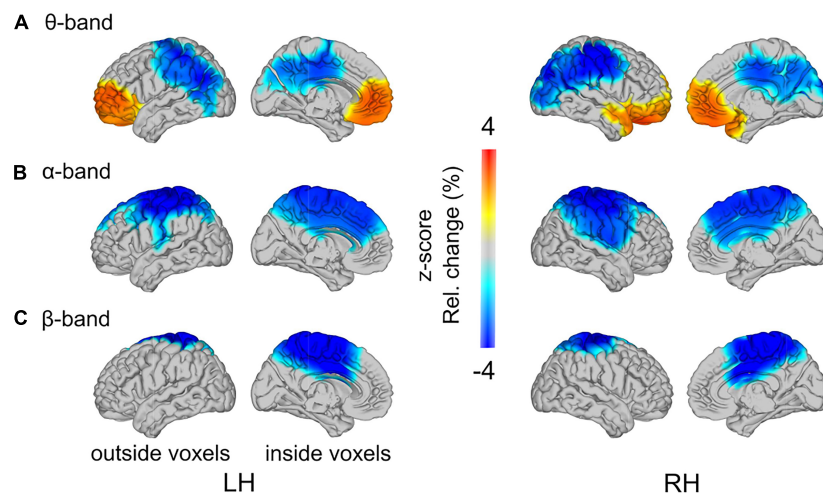 A θ-band
4
B α-band
z-score
Rel. change (%)
C β-band
-4
outside voxels inside voxels
LH RH